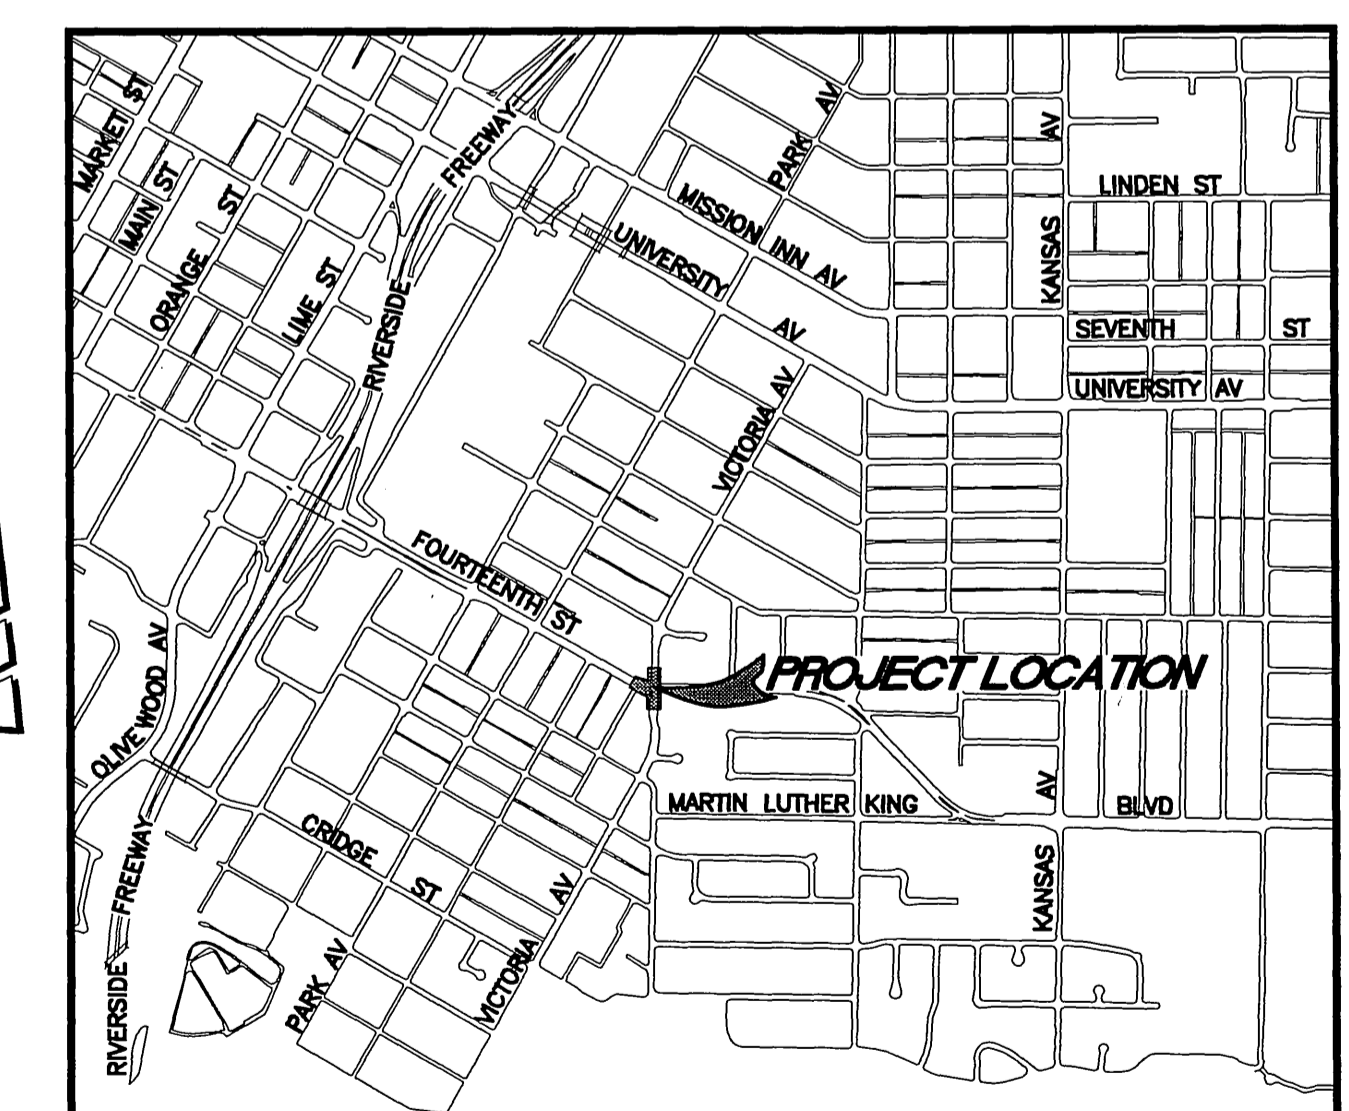 MARKET ST
MAIN ST
ORANGE ST
LIME ST
RIVERSIDE FREEWAY
PARK AV
MISSION INN AV
UNIVERSITY AV
KANSAS AV
LINDEN ST
SEVENTH ST
UNIVERSITY AV
VICTORIA AV
FOURTEENTH ST
PROJECT LOCATION
OLIVEWOOD AV
MARTIN LUTHER KING BLVD
KANSAS AV
CRIDGE ST
PARK AV
VICTORIA AV
RIVERSIDE FREEWAY